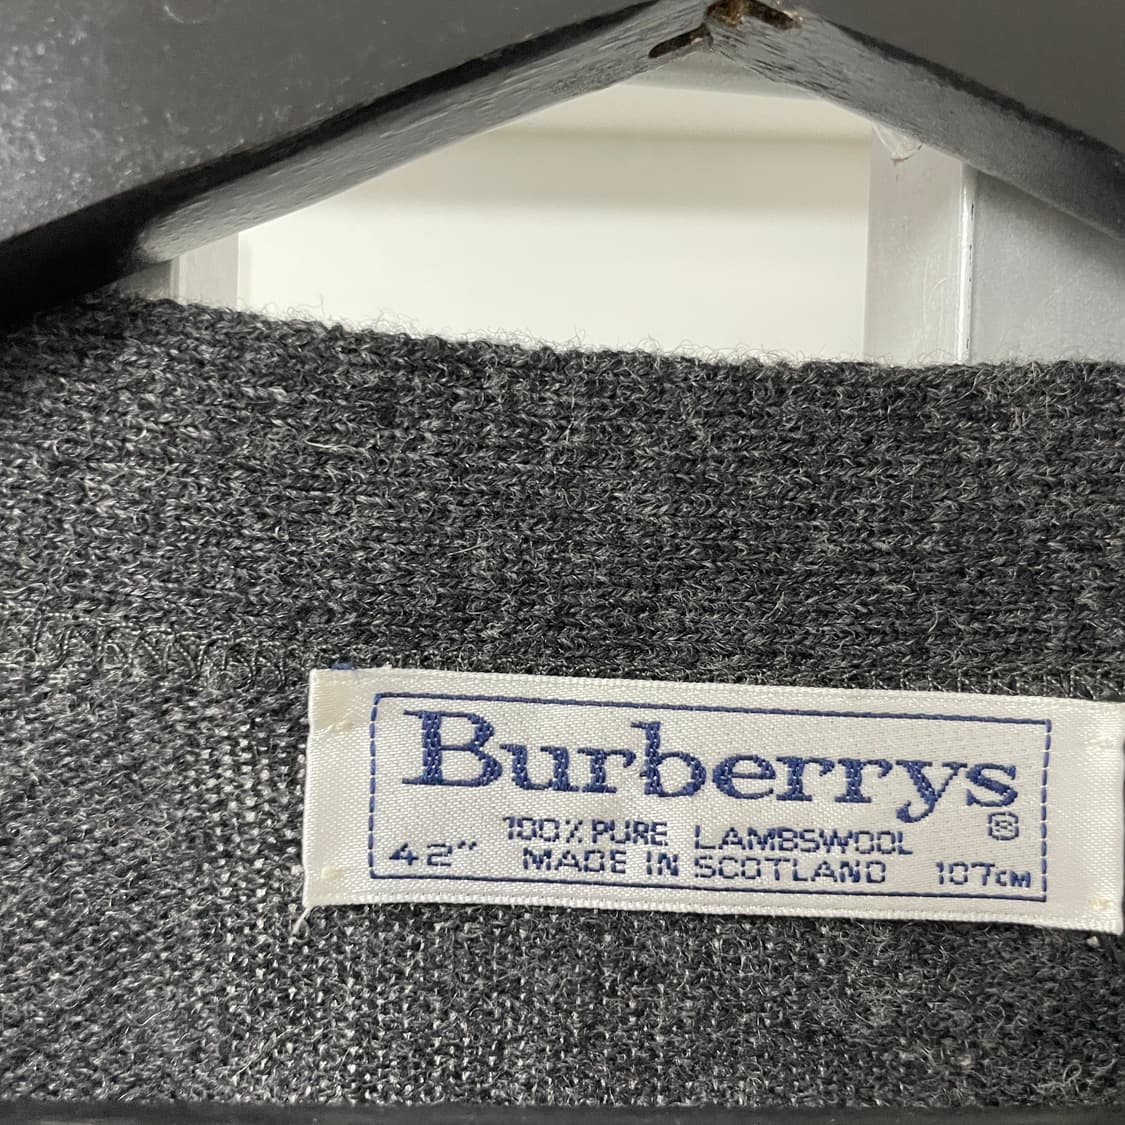 Burberrys
®
100% PURE LAMBSWOOL
42" MADE IN SCOTLAND 107CM